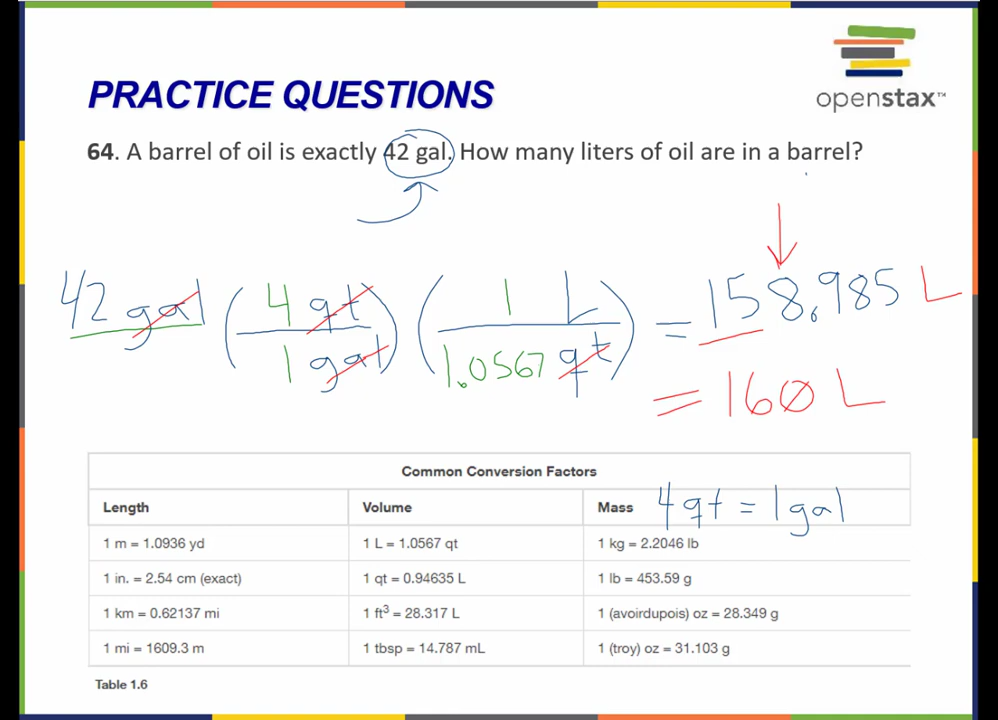 openstax™
PRACTICE QUESTIONS
64. A barrel of oil is exactly 42 gal. How many liters of oil are in a barrel?
42 gal (4 qt / 1 gal) (1 L / 1.0567 qt) = 158.985 L
= 160 L
Common Conversion Factors
Length Volume Mass 4 qt = 1 gal
1 m = 1.0936 yd 1 L = 1.0567 qt 1 kg = 2.2046 lb
1 in. = 2.54 cm (exact) 1 qt = 0.94635 L 1 lb = 453.59 g
1 km = 0.62137 mi 1 ft³ = 28.317 L 1 (avoirdupois) oz = 28.349 g
1 mi = 1609.3 m 1 tbsp = 14.787 mL 1 (troy) oz = 31.103 g
Table 1.6